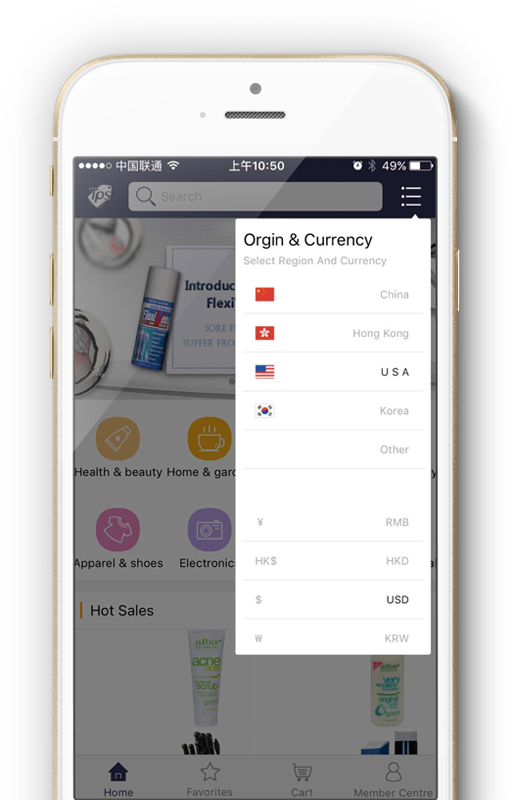 中国联通
上午10:50
49%
Tps
Search
Orgin & Currency
Select Region And Currency
China
Hong Kong
U S A
Korea
Other
¥ RMB
HK$ HKD
$ USD
₩ KRW
Introduc
Flexi
SORE F
SUFFER FROM
Health & beauty
Home & gard
Apparel & shoes
Electronic
Hot Sales
alba
acne
scrub
alba
very
original
Home
Favorites
Cart
Member Centre